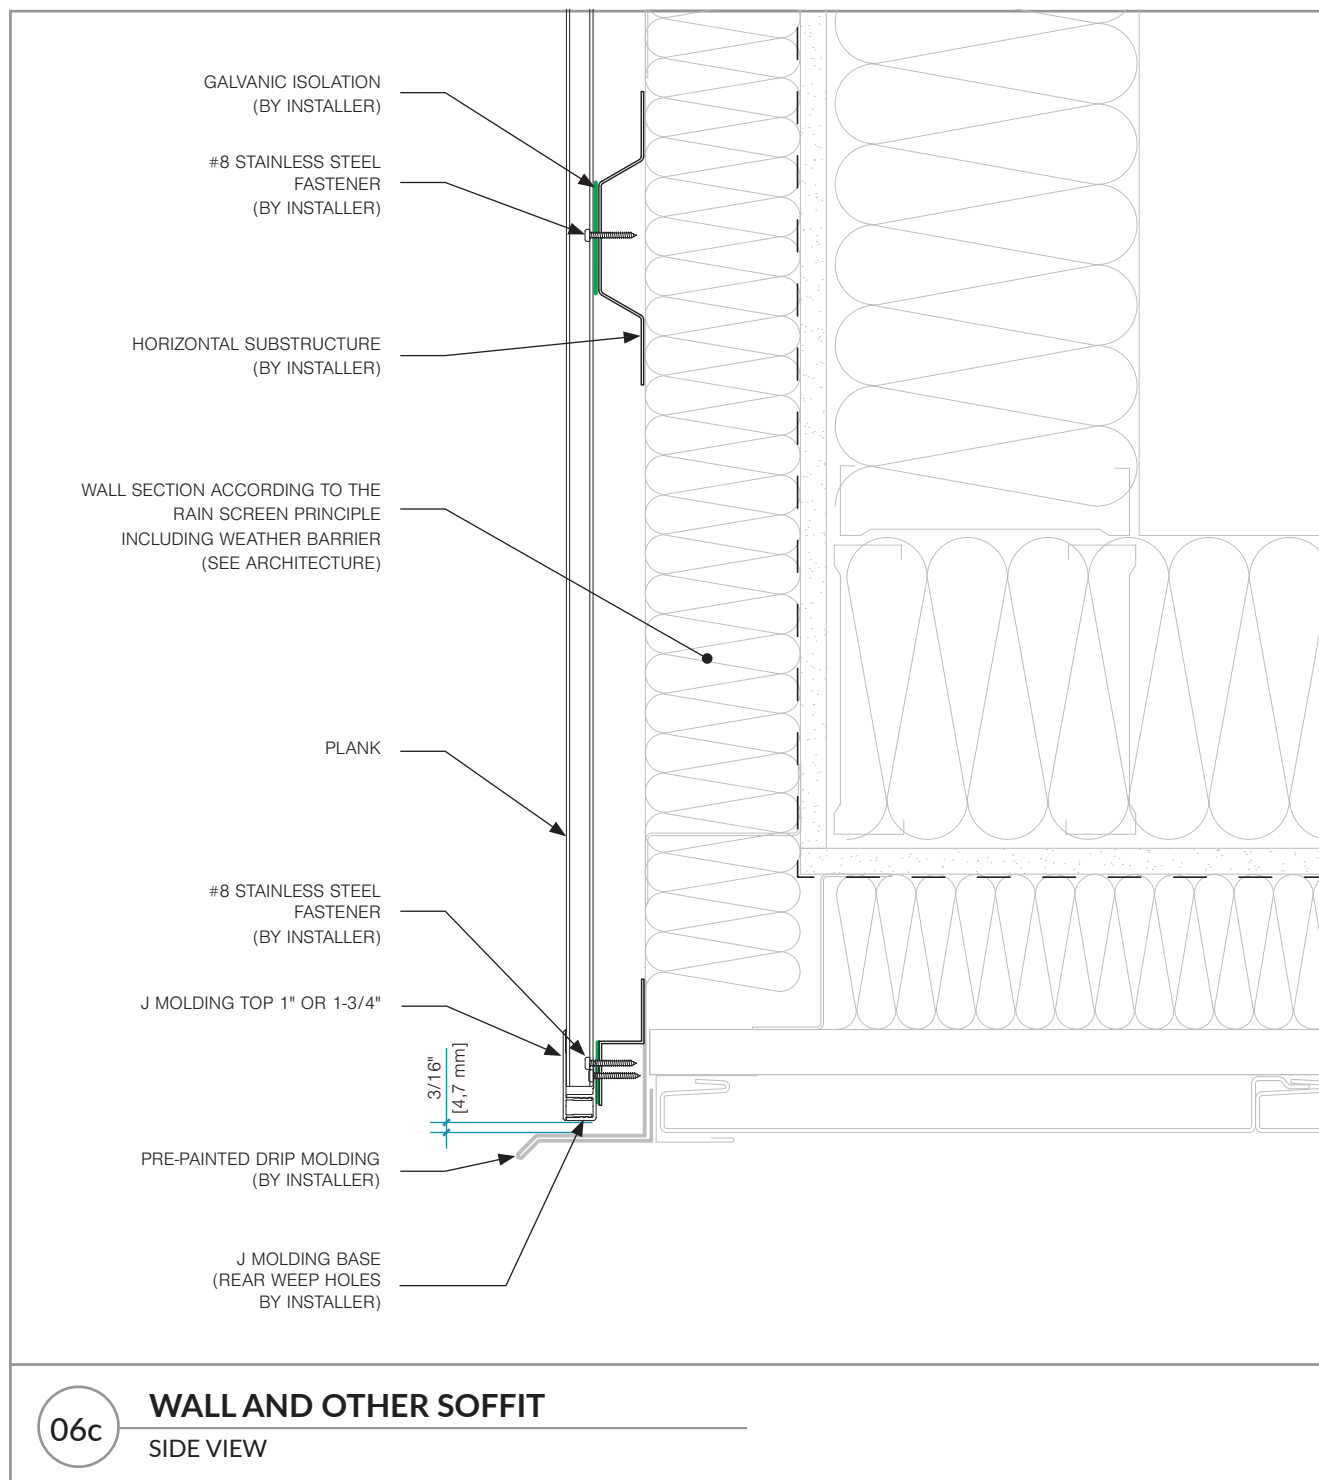 GALVANIC ISOLATION
(BY INSTALLER)
#8 STAINLESS STEEL
FASTENER
(BY INSTALLER)
HORIZONTAL SUBSTRUCTURE
(BY INSTALLER)
WALL SECTION ACCORDING TO THE
RAIN SCREEN PRINCIPLE
INCLUDING WEATHER BARRIER
(SEE ARCHITECTURE)
PLANK
#8 STAINLESS STEEL
FASTENER
(BY INSTALLER)
J MOLDING TOP 1" OR 1-3/4"
3/16"
[4,7 mm]
PRE-PAINTED DRIP MOLDING
(BY INSTALLER)
J MOLDING BASE
(REAR WEEP HOLES
BY INSTALLER)
06c
WALL AND OTHER SOFFIT
SIDE VIEW